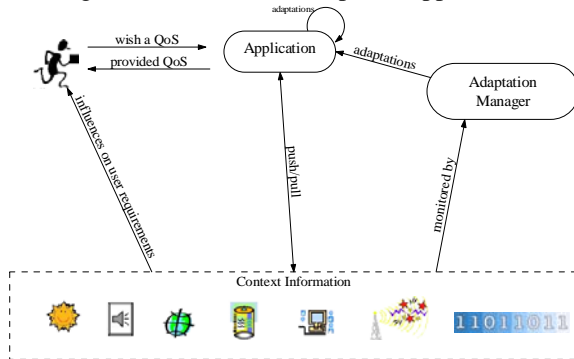 adaptations
wish a QoS
Application
adaptations
provided QoS
Adaptation
Manager
influences on user requirements
push/pull
monitored by
Context Information
11011011